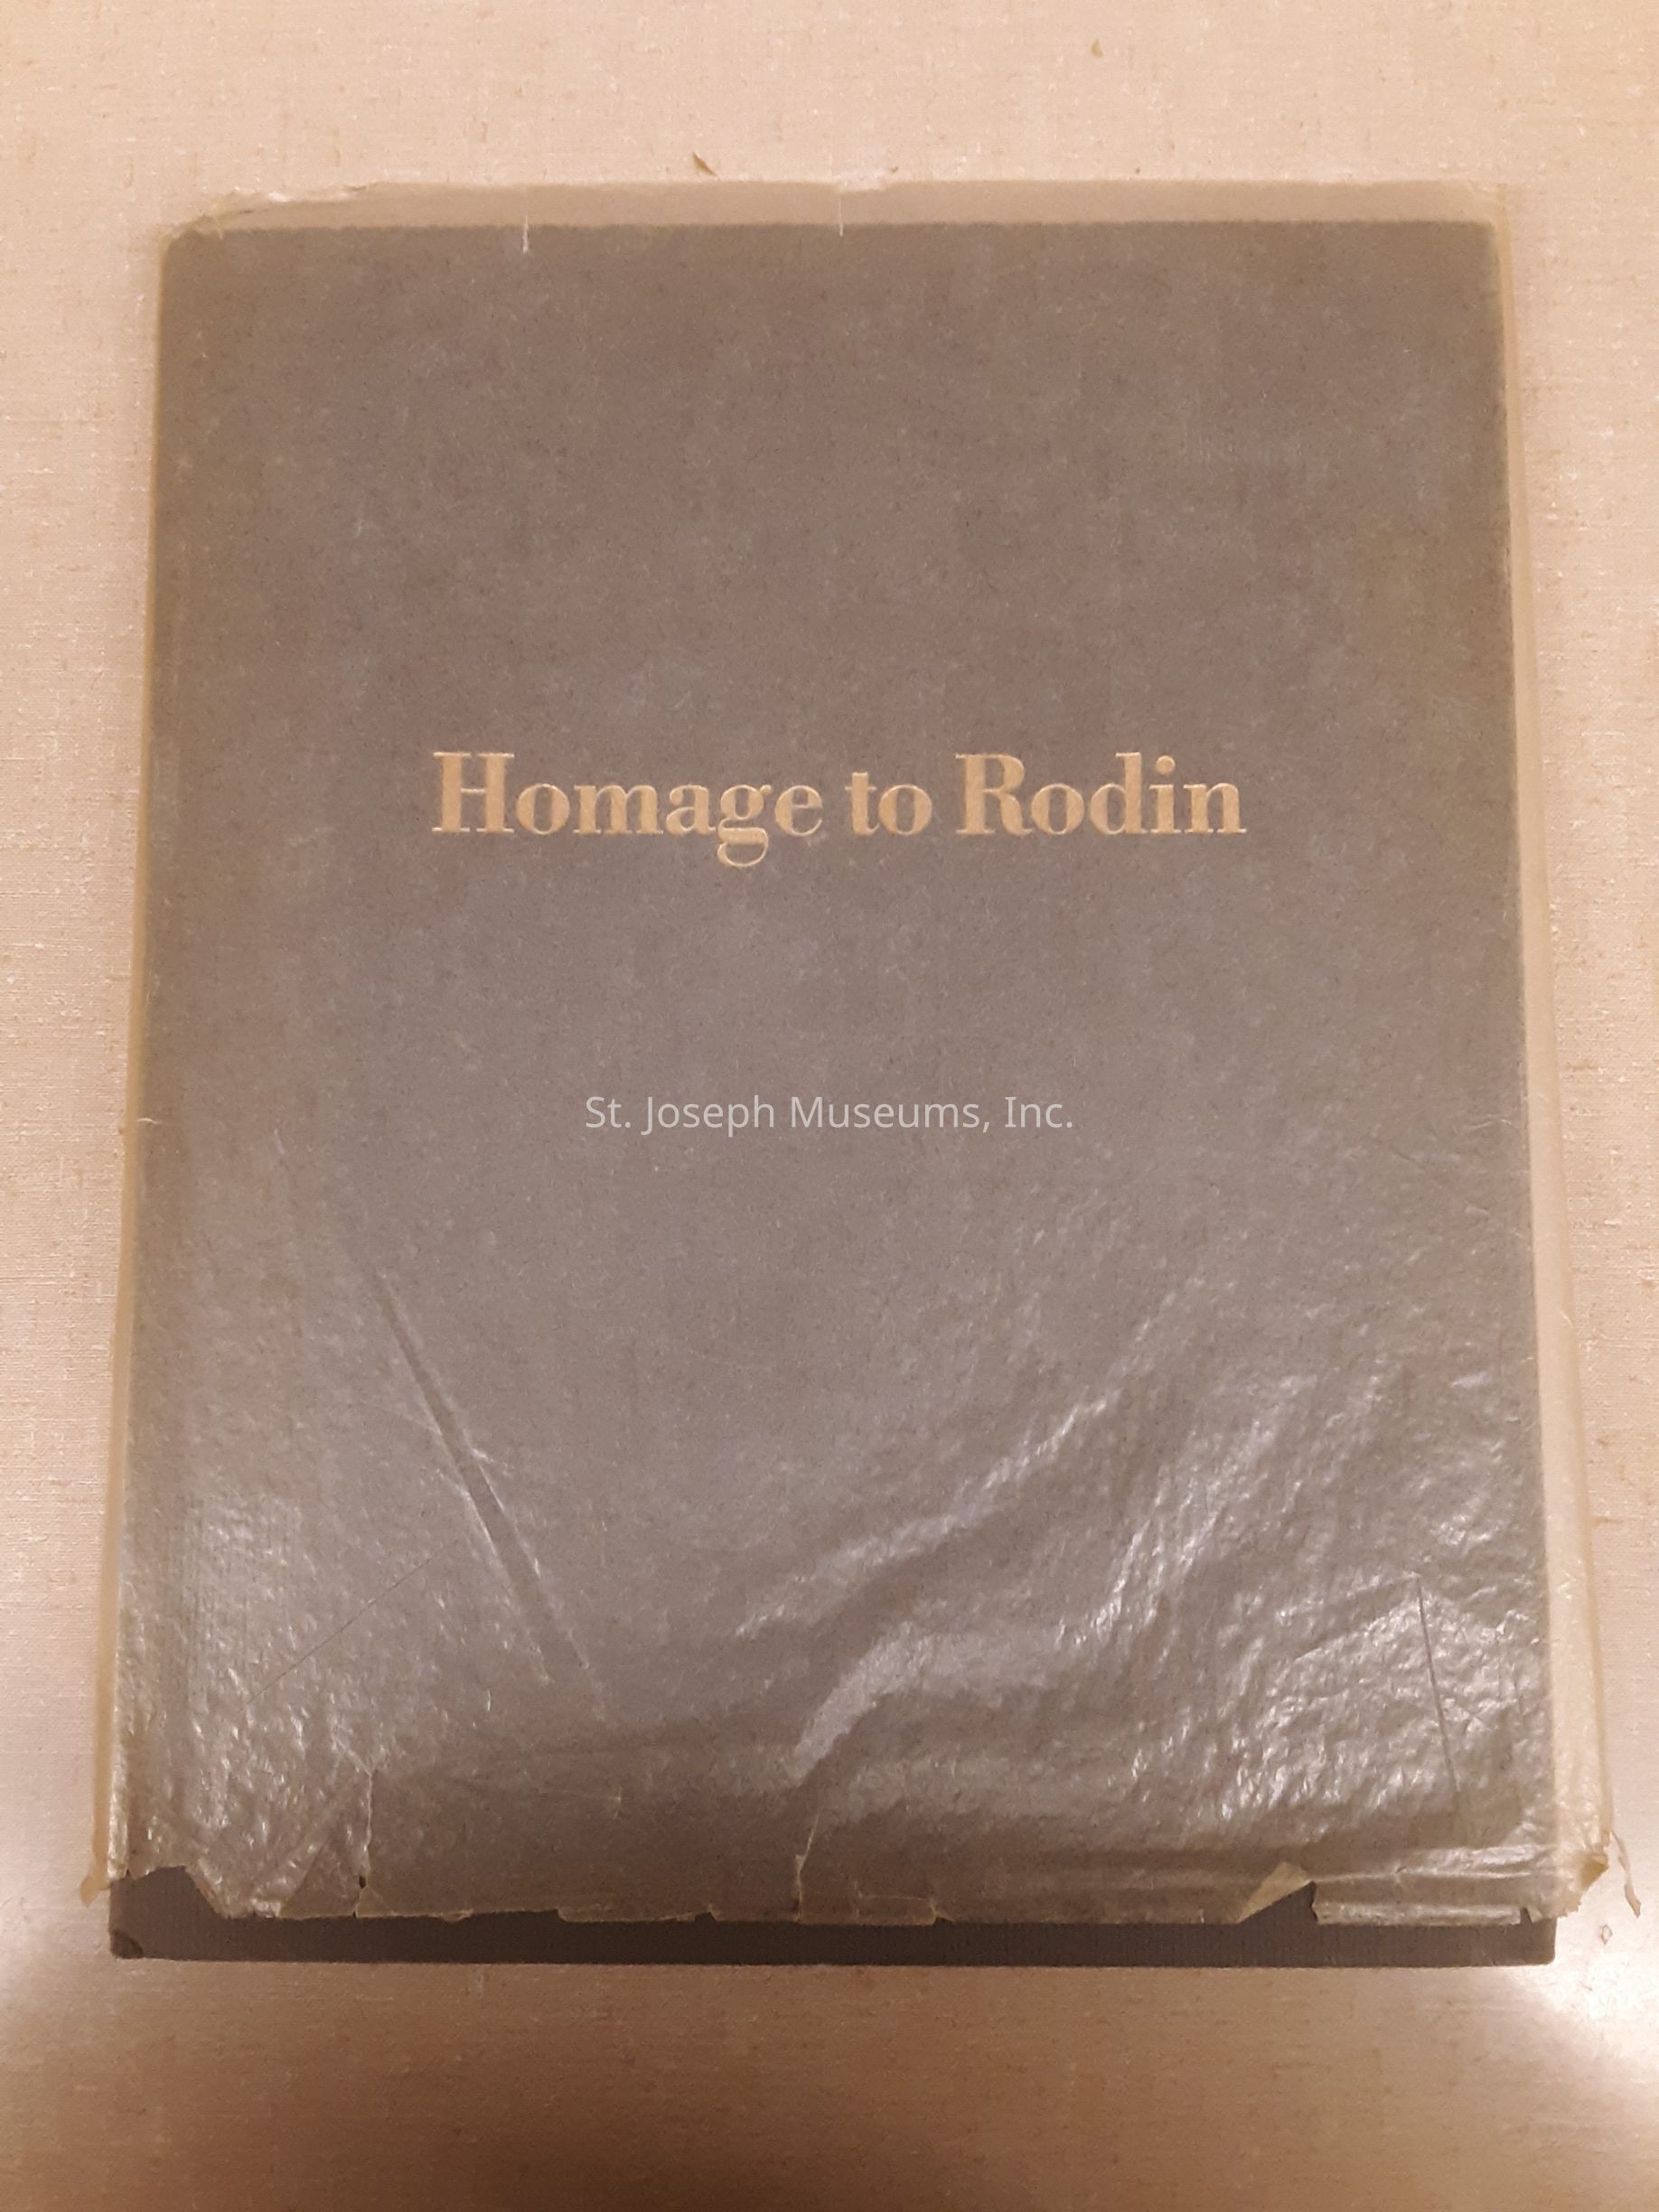 Homage to Rodin
St. Joseph Museums, Inc.